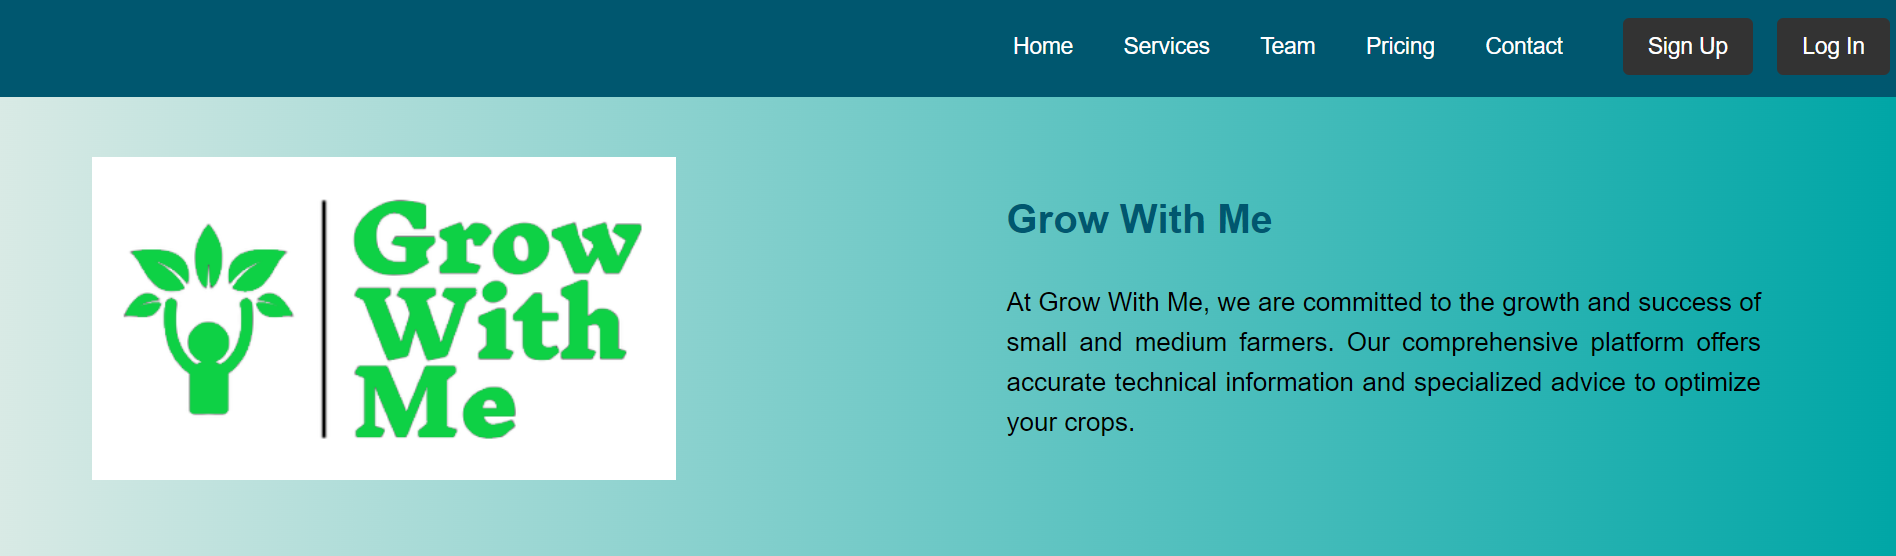 Home Services Team Pricing Contact Sign Up Log In
Grow
With
Me
Grow With Me
At Grow With Me, we are committed to the growth and success of
small and medium farmers. Our comprehensive platform offers
accurate technical information and specialized advice to optimize
your crops.